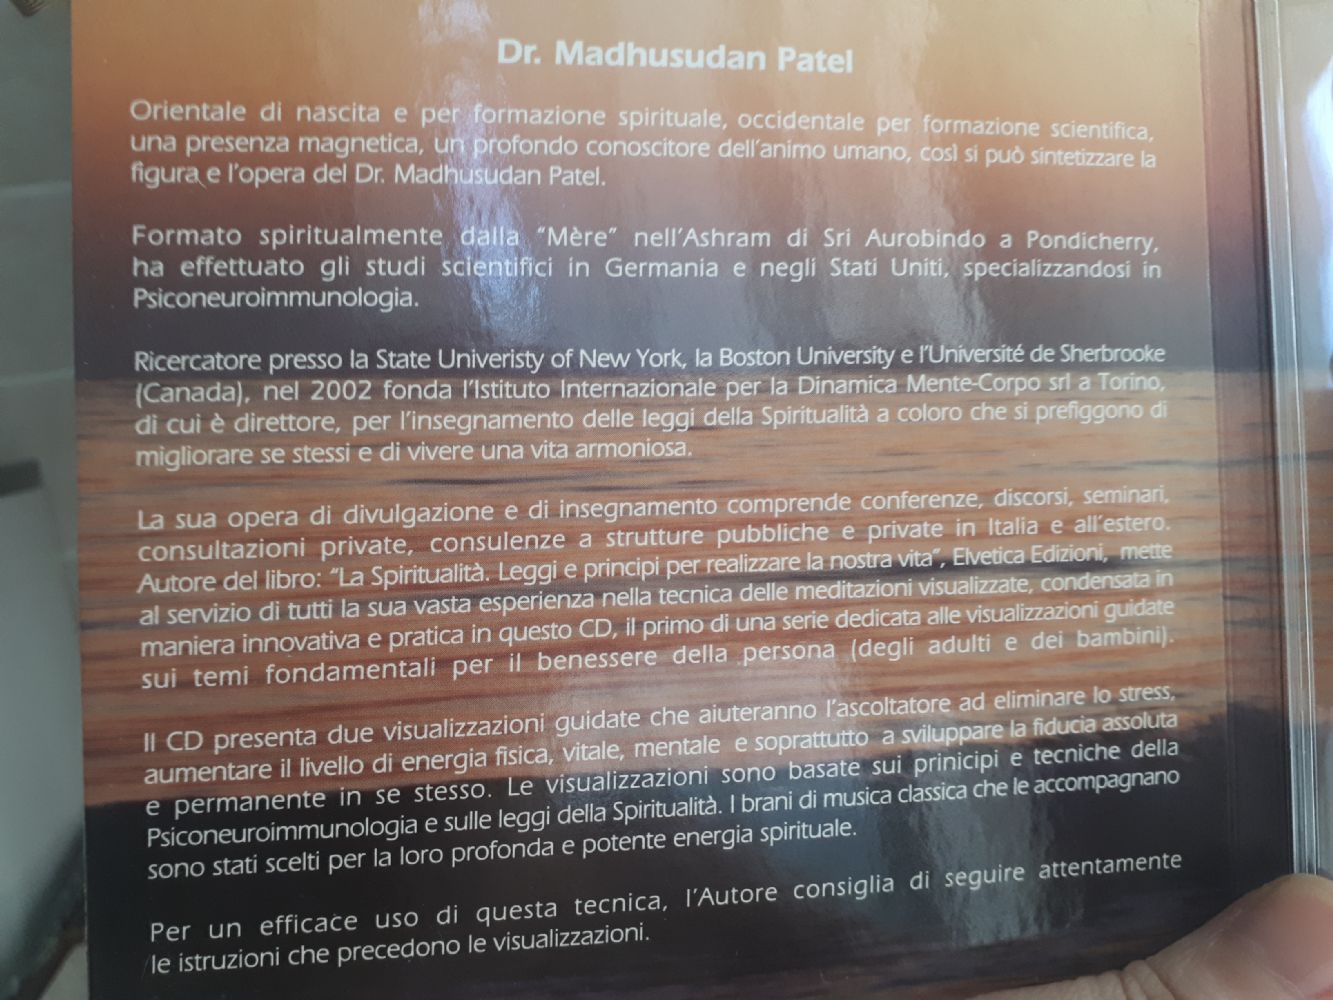 Dr. Madhusudan Patel
Orientale di nascita e per formazione spirituale, occidentale per formazione scientifica,
una presenza magnetica, un profondo conoscitore dell'animo umano, così si può sintetizzare la
figura e l'opera del Dr. Madhusudan Patel.
Formato spiritualmente dalla "Mère" nell'Ashram di Sri Aurobindo a Pondicherry,
ha effettuato gli studi scientifici in Germania e negli Stati Uniti, specializzandosi in
Psiconeuroimmunologia.
Ricercatore presso la State Univeristy of New York, la Boston University e l'Université de Sherbrooke
(Canada), nel 2002 fonda l'Istituto Internazionale per la Dinamica Mente-Corpo srl a Torino,
di cui è direttore, per l'insegnamento delle leggi della Spiritualità a coloro che si prefiggono di
migliorare se stessi e di vivere una vita armoniosa.
La sua opera di divulgazione e di insegnamento comprende conferenze, discorsi, seminari,
consultazioni private, consulenze a strutture pubbliche e private in Italia e all'estero.
Autore del libro: "La Spiritualità. Leggi e principi per realizzare la nostra vita", Elvetica Edizioni, mette
al servizio di tutti la sua vasta esperienza nella tecnica delle meditazioni visualizzate, condensata in
maniera innovativa e pratica in questo CD, il primo di una serie dedicata alle visualizzazioni guidate
sui temi fondamentali per il benessere della persona (degli adulti e dei bambini).
Il CD presenta due visualizzazioni guidate che aiuteranno l'ascoltatore ad eliminare lo stress,
aumentare il livello di energia fisica, vitale, mentale e soprattutto a sviluppare la fiducia assoluta
e permanente in se stesso. Le visualizzazioni sono basate sui prinicipi e tecniche della
Psiconeuroimmunologia e sulle leggi della Spiritualità. I brani di musica classica che le accompagnano
sono stati scelti per la loro profonda e potente energia spirituale.
Per un efficace uso di questa tecnica, l'Autore consiglia di seguire attentamente
le istruzioni che precedono le visualizzazioni.